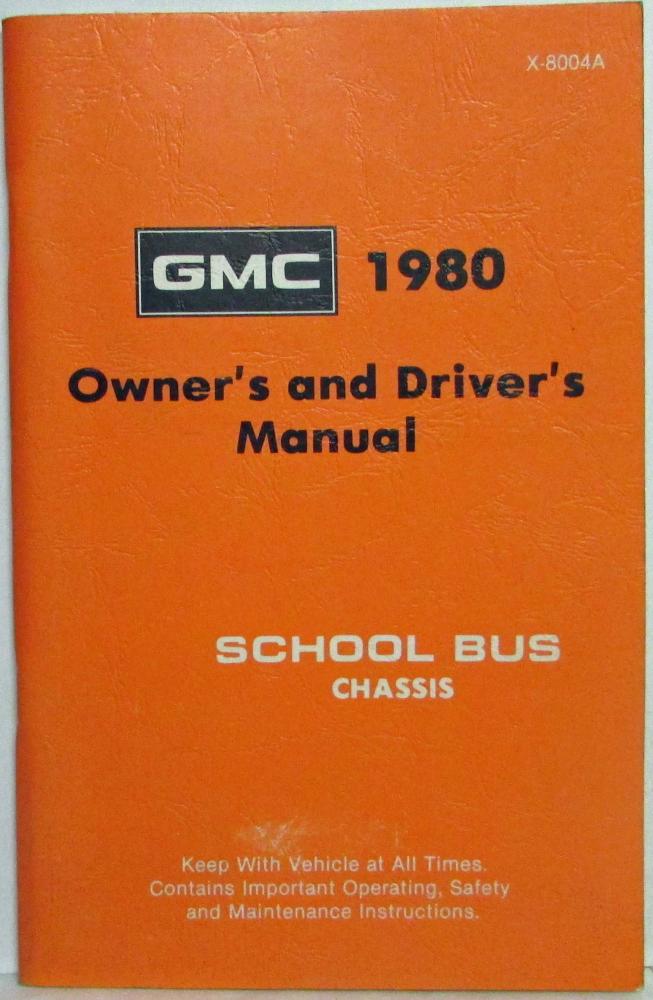 X-8004A
GMC 1980
Owner's and Driver's
Manual
SCHOOL BUS
CHASSIS
Keep With Vehicle at All Times.
Contains Important Operating, Safety
and Maintenance Instructions.